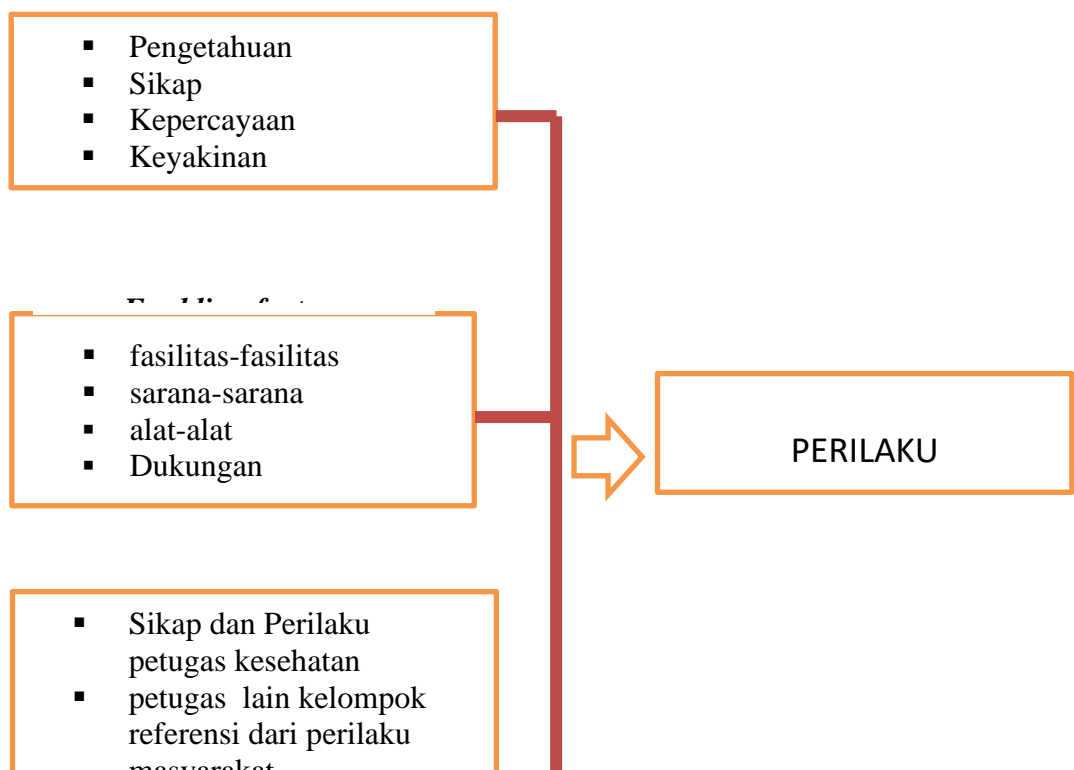 ▪ Pengetahuan
▪ Sikap
▪ Kepercayaan
▪ Keyakinan
▪ fasilitas-fasilitas
▪ sarana-sarana
▪ alat-alat
▪ Dukungan
PERILAKU
▪ Sikap dan Perilaku
petugas kesehatan
▪ petugas lain kelompok
referensi dari perilaku